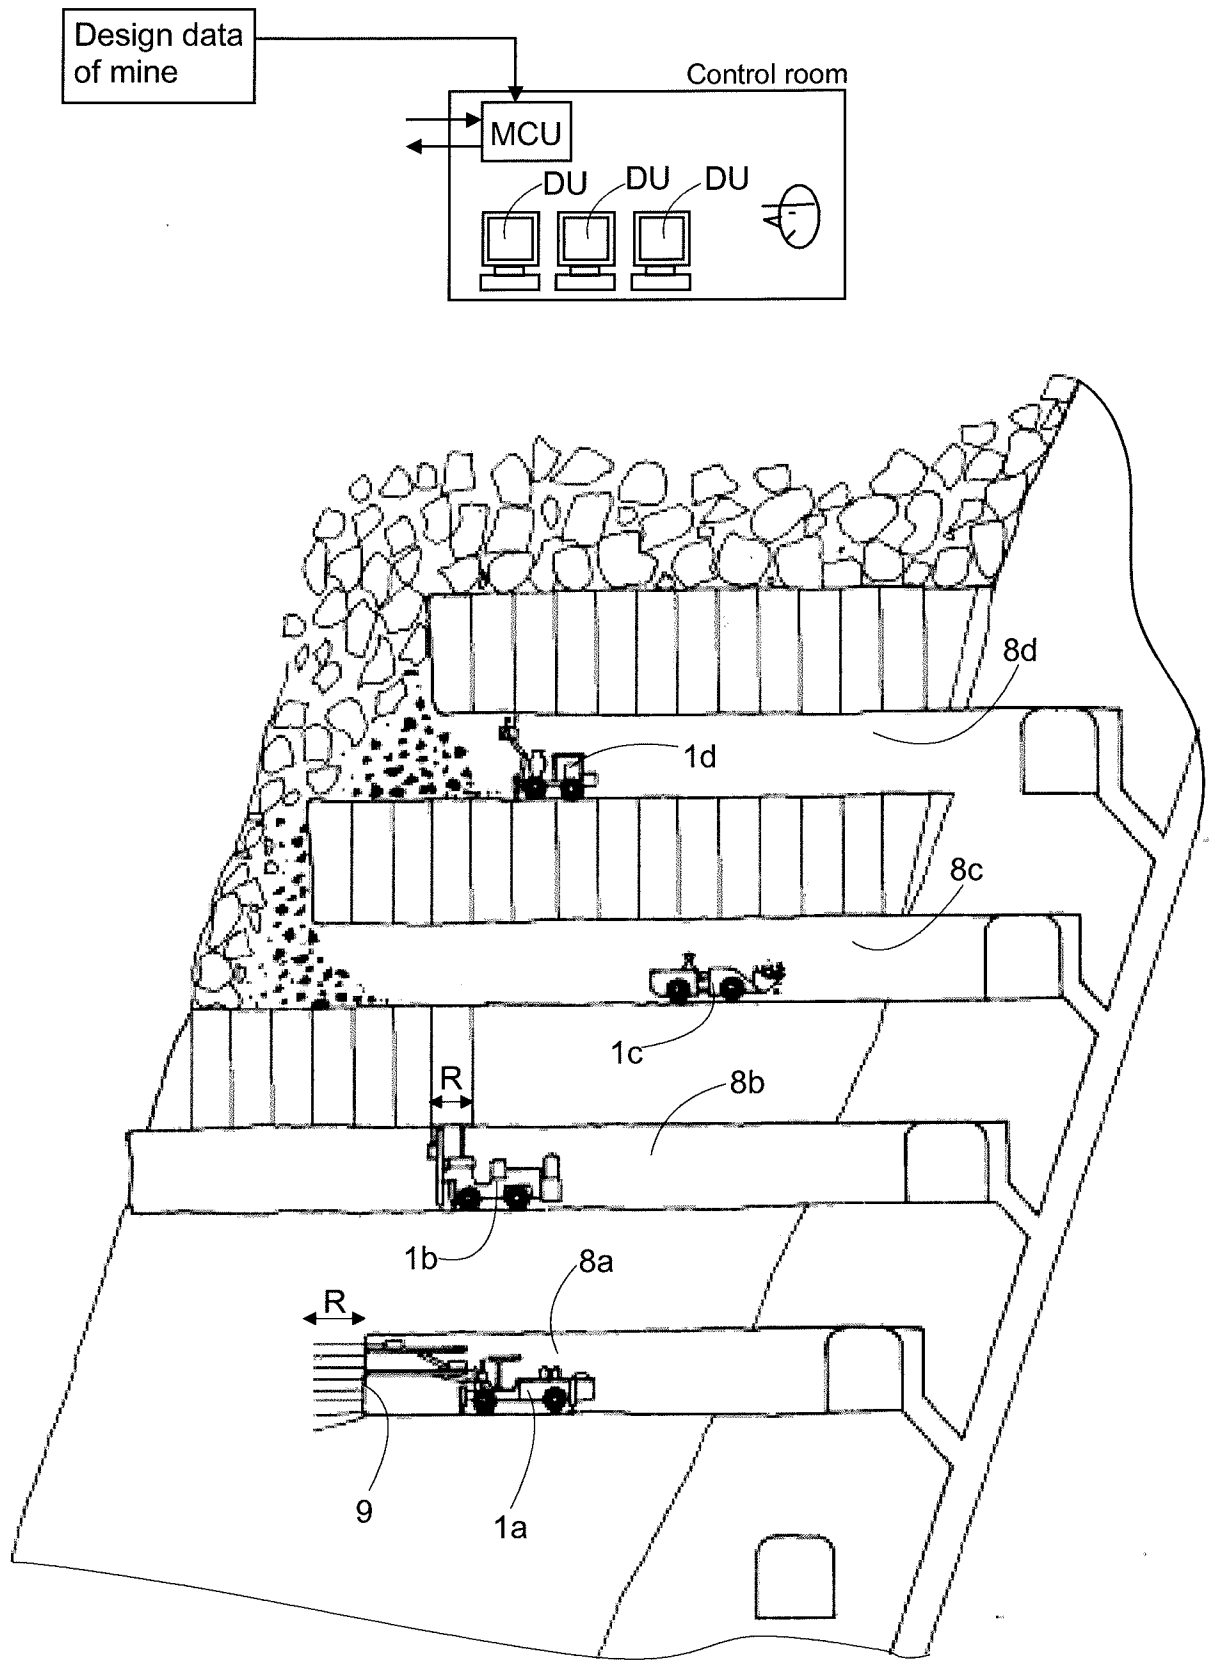 Design data
of mine
Control room
MCU
DU
DU
DU
8d
1d
8c
1c
R
8b
1b
8a
R
9
1a